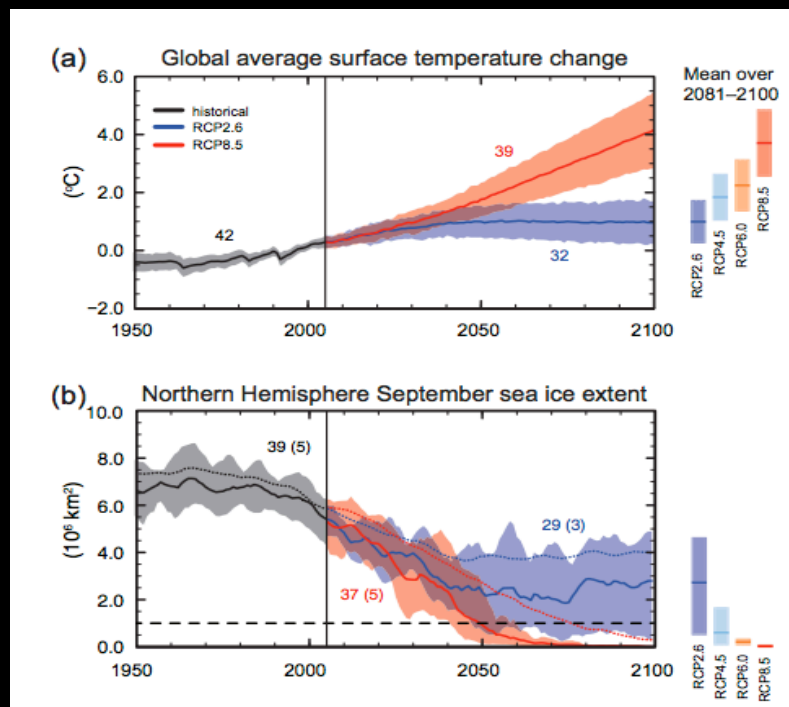 (a) Global average surface temperature change
Mean over
2081–2100
6.0
4.0
2.0
0.0
−2.0
(°C)
historical
RCP2.6
RCP8.5
42
39
32
1950
2000
2050
2100
RCP2.6
RCP4.5
RCP6.0
RCP8.5
(b) Northern Hemisphere September sea ice extent
10.0
8.0
6.0
4.0
2.0
0.0
(10⁶ km²)
39 (5)
29 (3)
37 (5)
1950
2000
2050
2100
RCP2.6
RCP4.5
RCP6.0
RCP8.5